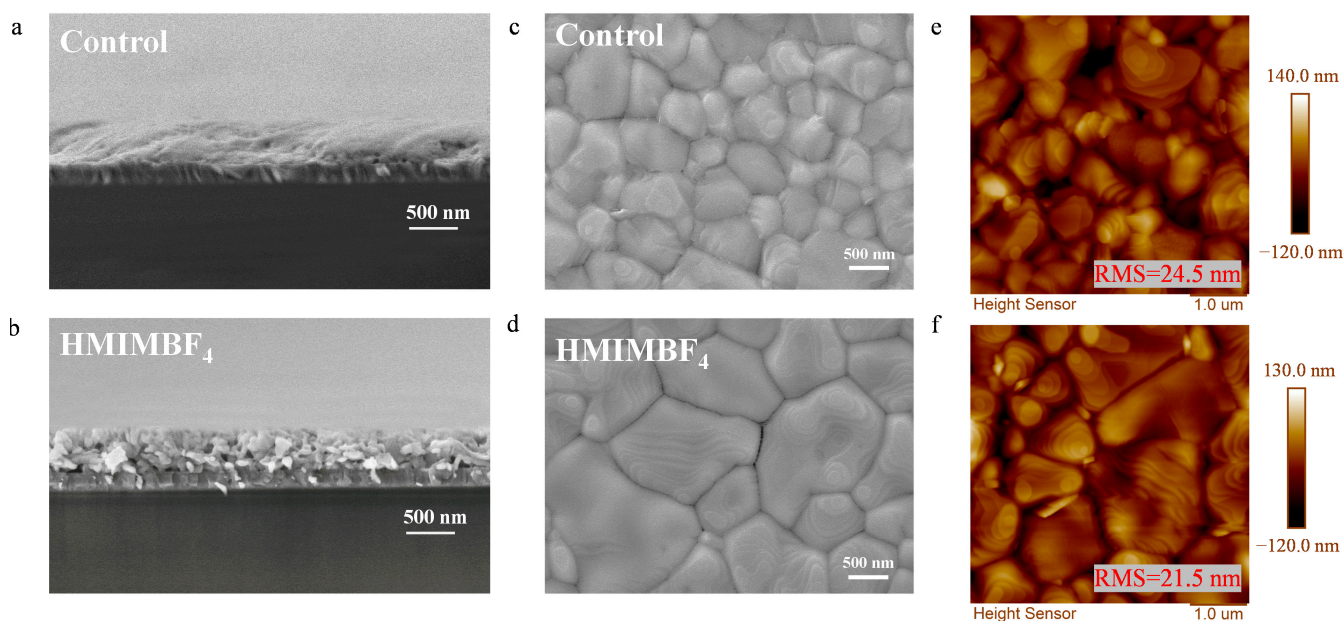 a
Control
500 nm
b
HMIMBF₄
500 nm
c
Control
500 nm
d
HMIMBF₄
500 nm
e
140.0 nm
−120.0 nm
RMS=24.5 nm
Height Sensor
1.0 um
f
130.0 nm
−120.0 nm
RMS=21.5 nm
Height Sensor
1.0 um